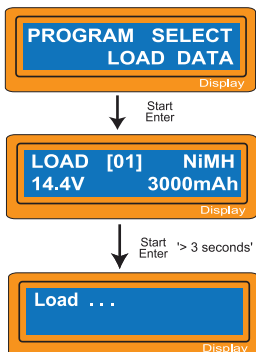 PROGRAM SELECT
LOAD DATA
Display
Start
Enter
LOAD [01] NiMH
14.4V 3000mAh
Display
Start
Enter '> 3 seconds'
Load . . .
Display